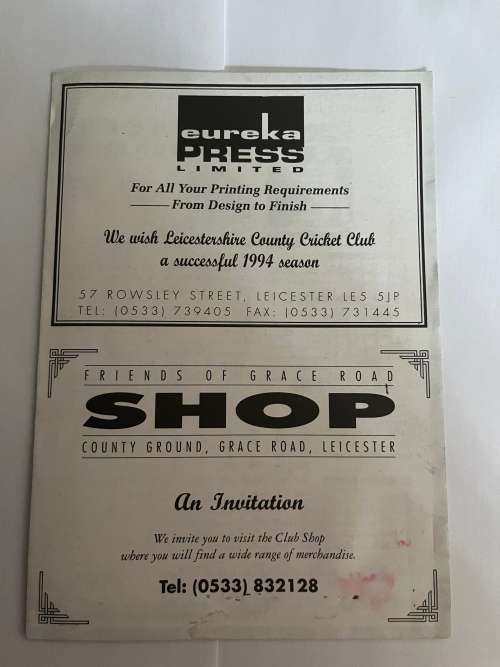 eureka
PRESS
LIMITED
For All Your Printing Requirements
From Design to Finish
We wish Leicestershire County Cricket Club
a successful 1994 season
57 ROWSLEY STREET, LEICESTER LE5 5JP
TEL: (0533) 739405 FAX: (0533) 731445
FRIENDS OF GRACE ROAD
SHOP
COUNTY GROUND, GRACE ROAD, LEICESTER
An Invitation
We invite you to visit the Club Shop
where you will find a wide range of merchandise.
Tel: (0533) 832128